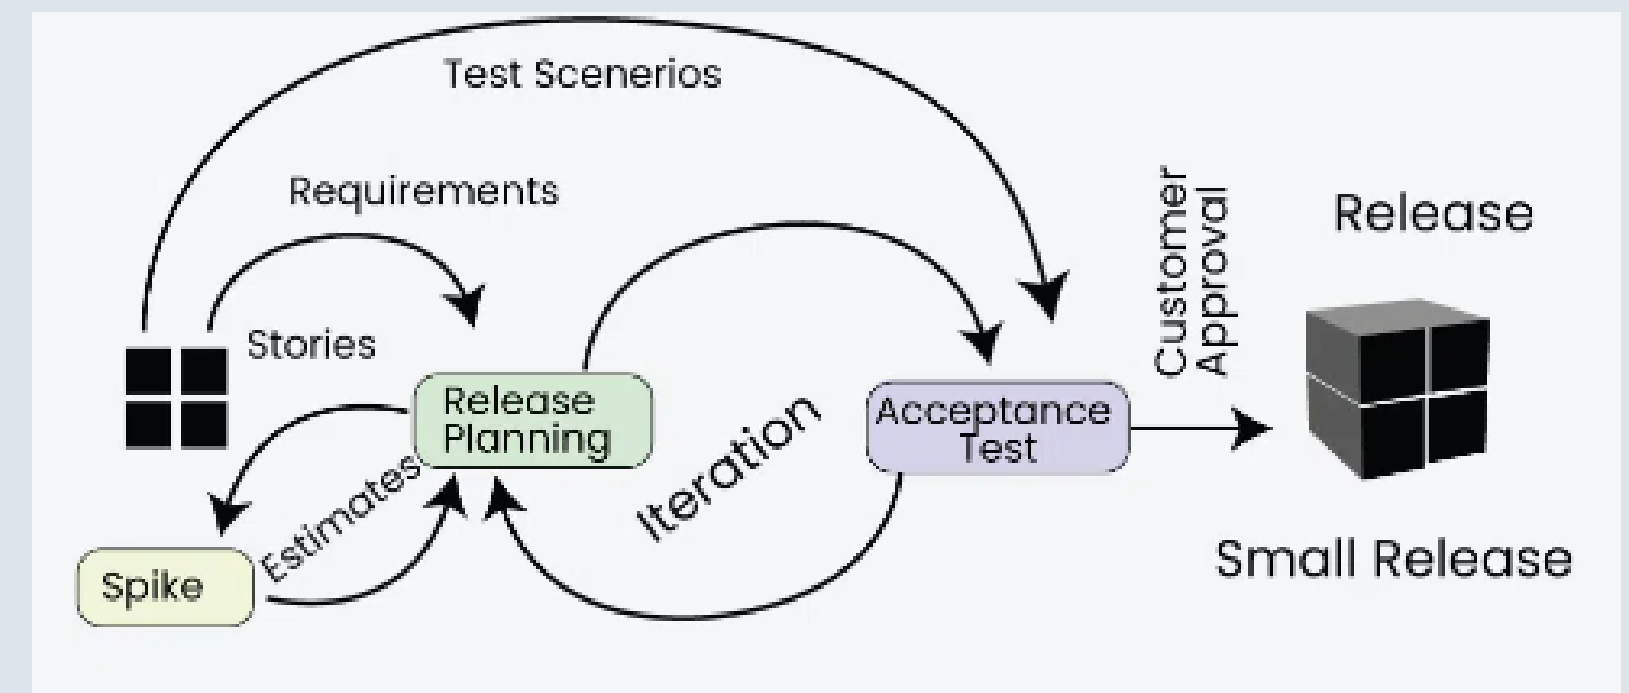 Test Scenerios
Requirements
Stories
Release
Planning
Estimates
Spike
Iteration
Acceptance
Test
Customer
Approval
Release
Small Release